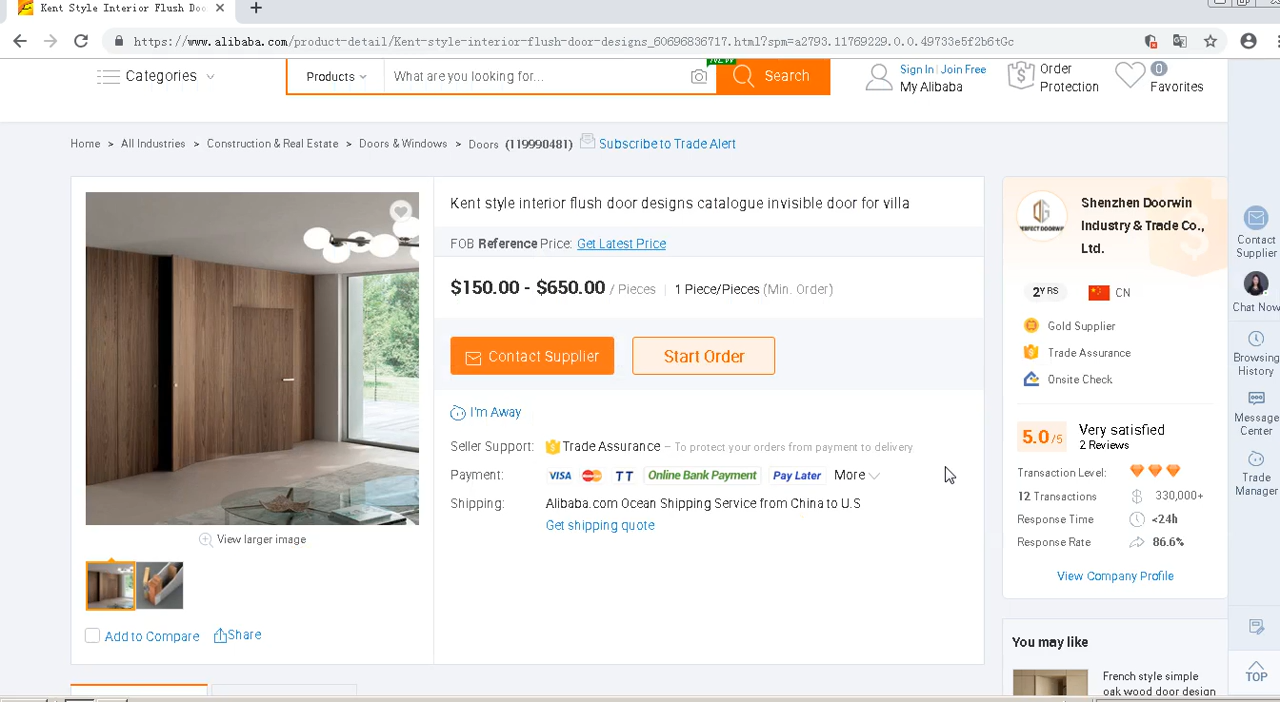 Kent Style Interior Flush Doo
https://www.alibaba.com/product-detail/Kent-style-interior-flush-door-designs_60696836717.html?spm=a2793.11769229.0.0.49733e5f2b6tGc
Categories
Products
What are you looking for...
NEW
Search
Sign In | Join Free
My Alibaba
Order
Protection
0
Favorites
Home > All Industries > Construction & Real Estate > Doors & Windows > Doors (119990481)
Subscribe to Trade Alert
Kent style interior flush door designs catalogue invisible door for villa
FOB Reference Price: Get Latest Price
$150.00 - $650.00 / Pieces | 1 Piece/Pieces (Min. Order)
Contact Supplier
Start Order
I'm Away
Seller Support: Trade Assurance – To protect your orders from payment to delivery
Payment: VISA TT Online Bank Payment Pay Later More
Shipping: Alibaba.com Ocean Shipping Service from China to U.S
Get shipping quote
View larger image
Add to Compare
Share
PERFECT DOORWIN
Shenzhen Doorwin
Industry & Trade Co.,
Ltd.
2YRS
CN
Gold Supplier
Trade Assurance
Onsite Check
5.0/5
Very satisfied
2 Reviews
Transaction Level:
12 Transactions
330,000+
Response Time
<24h
Response Rate
86.6%
View Company Profile
You may like
French style simple
oak wood door design
Contact
Supplier
Chat Now
Browsing
History
Message
Center
Trade
Manager
TOP